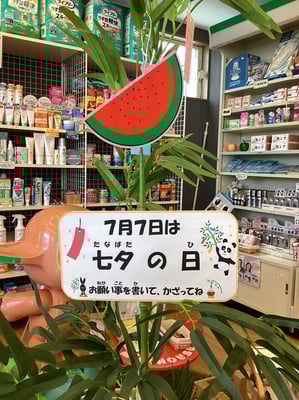 7月7日は
たなばた ひ
七夕の日
ねが ごと か
お願い事を書いて、かざってね